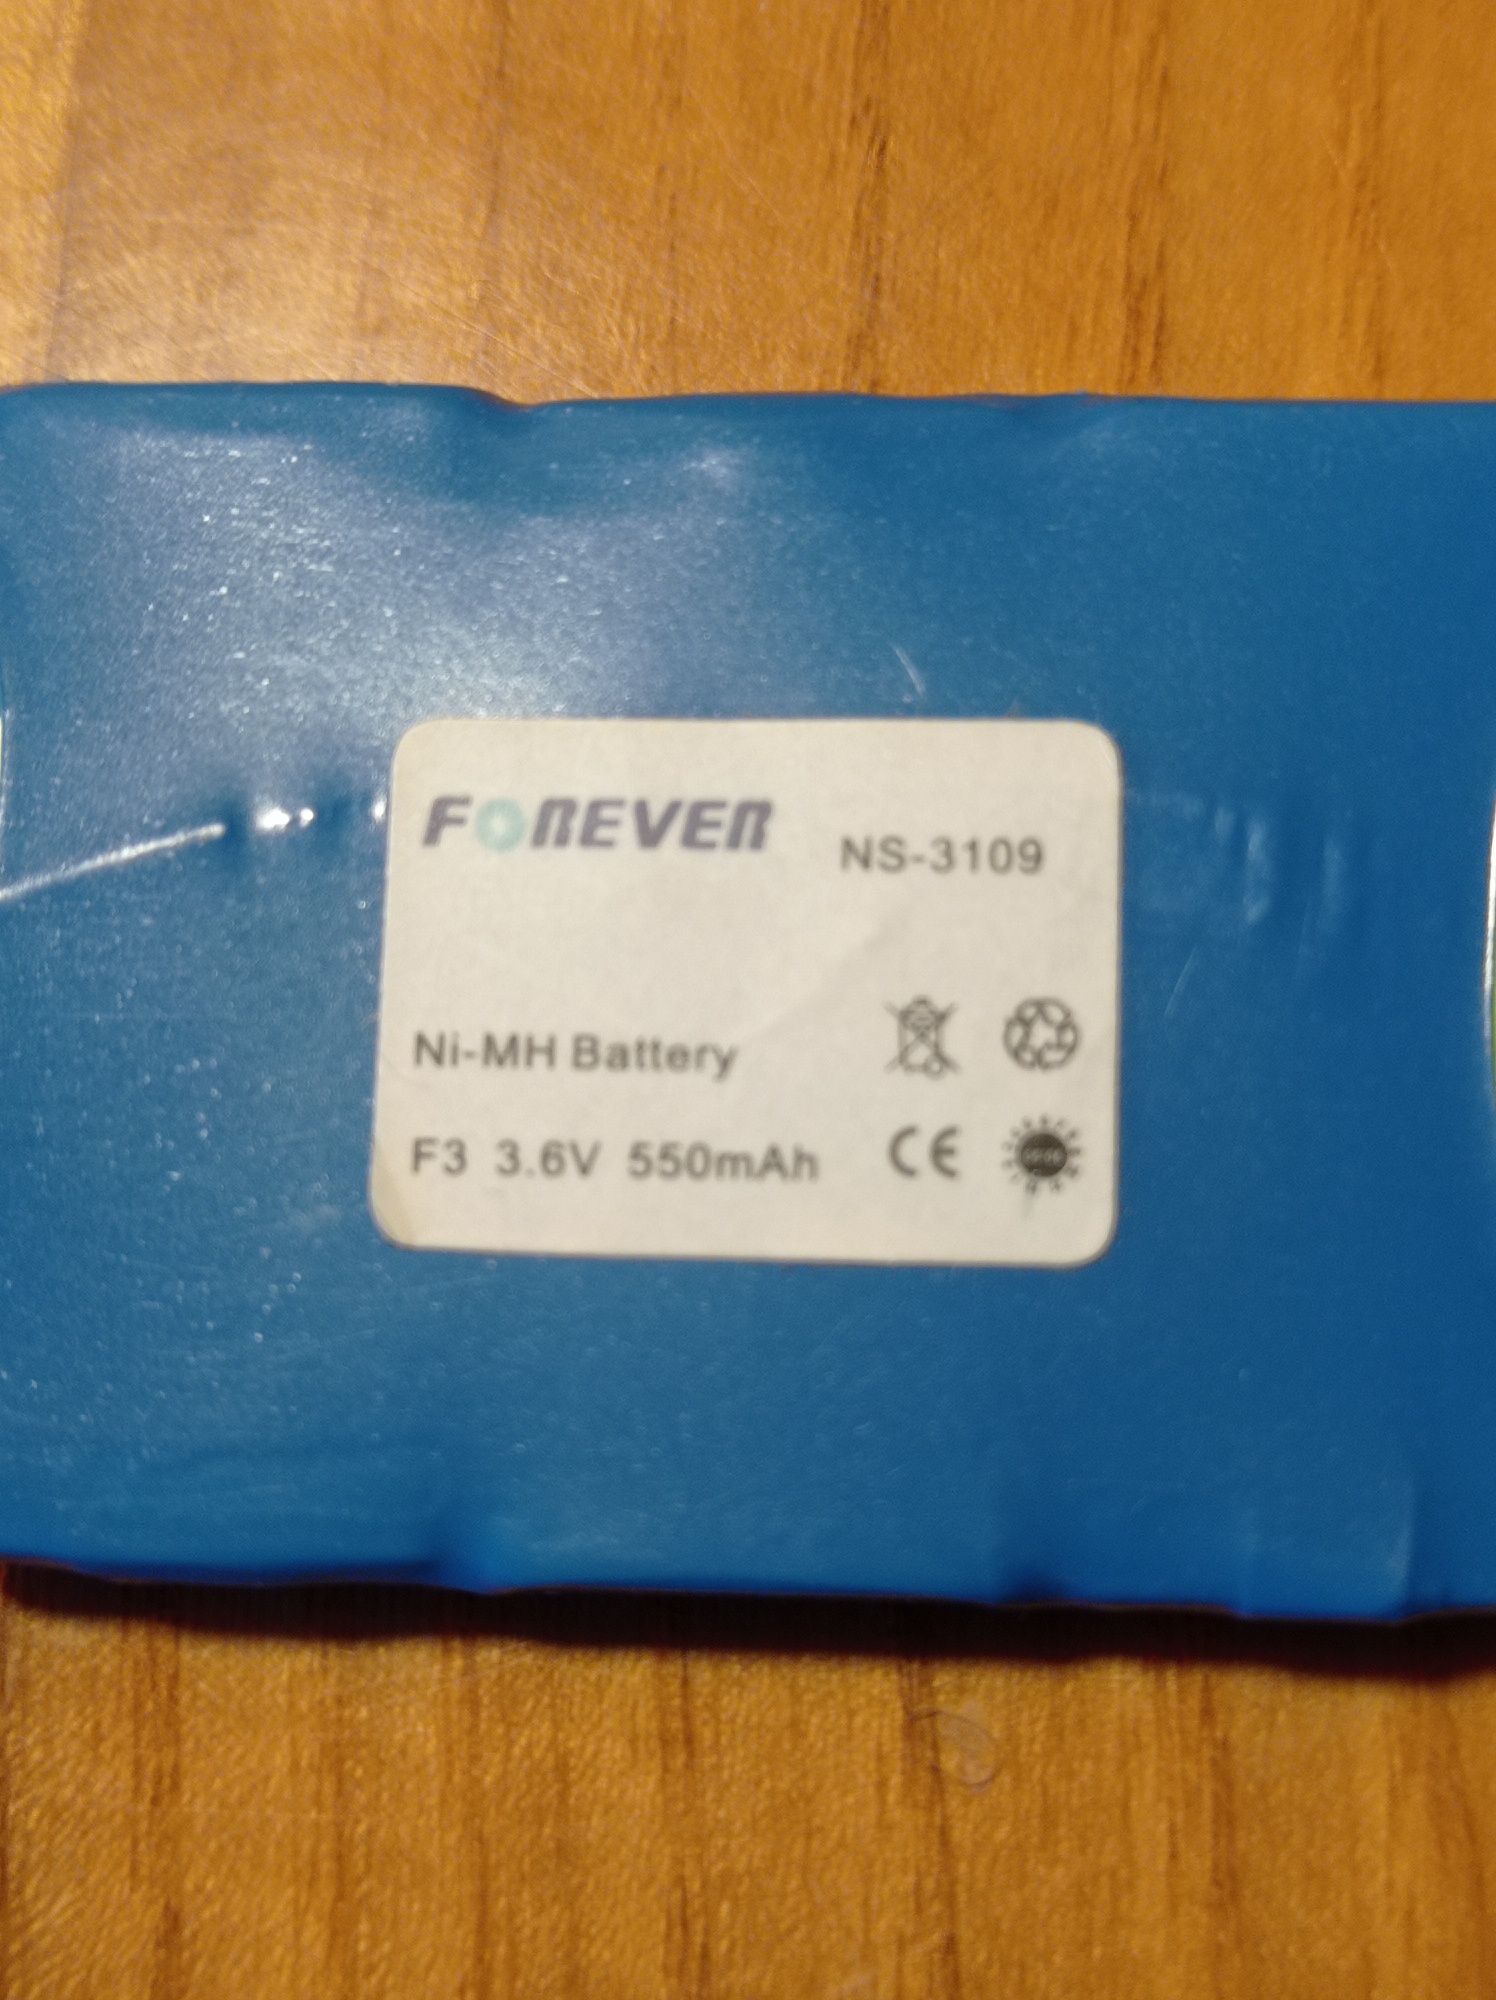 FOREVER NS-3109
Ni-MH Battery
F3 3.6V 550mAh CE